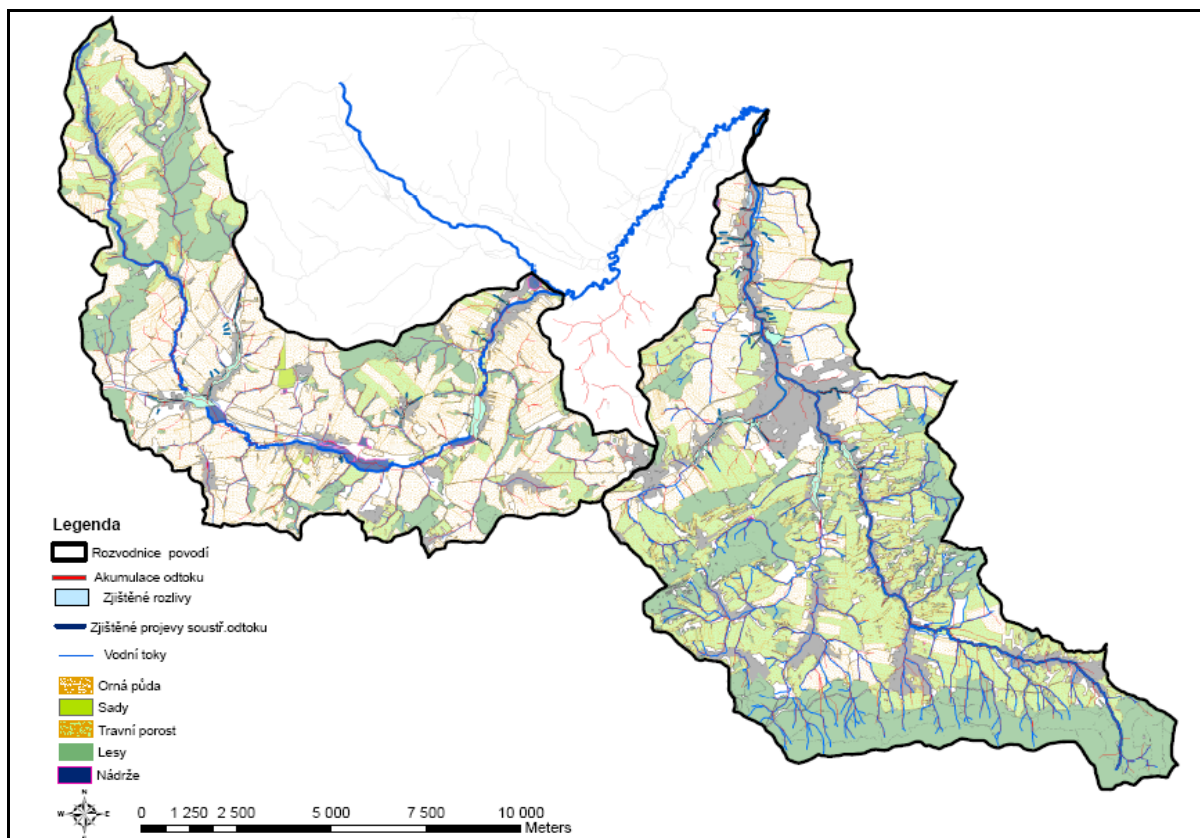 Legenda
Rozvodnice povodí
Akumulace odtoku
Zjištěné rozlivy
Zjištěné projevy soustř.odtoku
Vodní toky
Orná půda
Sady
Travní porost
Lesy
Nádrže
N
W E
S
0 1 250 2 500 5 000 7 500 10 000
Meters